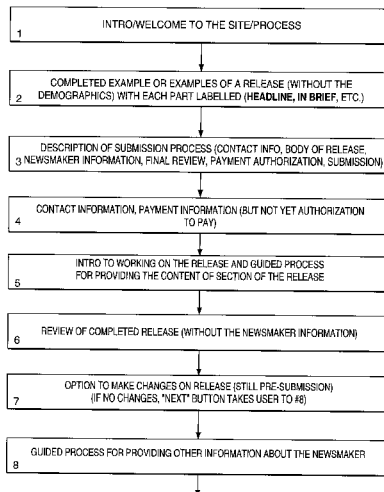 INTRO/WELCOME TO THE SITE/PROCESS
1
COMPLETED EXAMPLE OR EXAMPLES OF A RELEASE (WITHOUT THE
2 DEMOGRAPHICS) WITH EACH PART LABELLED (HEADLINE, IN BRIEF, ETC.)
DESCRIPTION OF SUBMISSION PROCESS (CONTACT INFO, BODY OF RELEASE,
3 NEWSMAKER INFORMATION, FINAL REVIEW, PAYMENT AUTHORIZATION, SUBMISSION)
CONTACT INFORMATION, PAYMENT INFORMATION (BUT NOT YET AUTHORIZATION
4 TO PAY)
INTRO TO WORKING ON THE RELEASE AND GUIDED PROCESS
FOR PROVIDING THE CONTENT OF SECTION OF THE RELEASE
5
REVIEW OF COMPLETED RELEASE (WITHOUT THE NEWSMAKER INFORMATION)
6
OPTION TO MAKE CHANGES ON RELEASE (STILL PRE-SUBMISSION)
7 (IF NO CHANGES, "NEXT" BUTTON TAKES USER TO #8)
GUIDED PROCESS FOR PROVIDING OTHER INFORMATION ABOUT THE NEWSMAKER
8